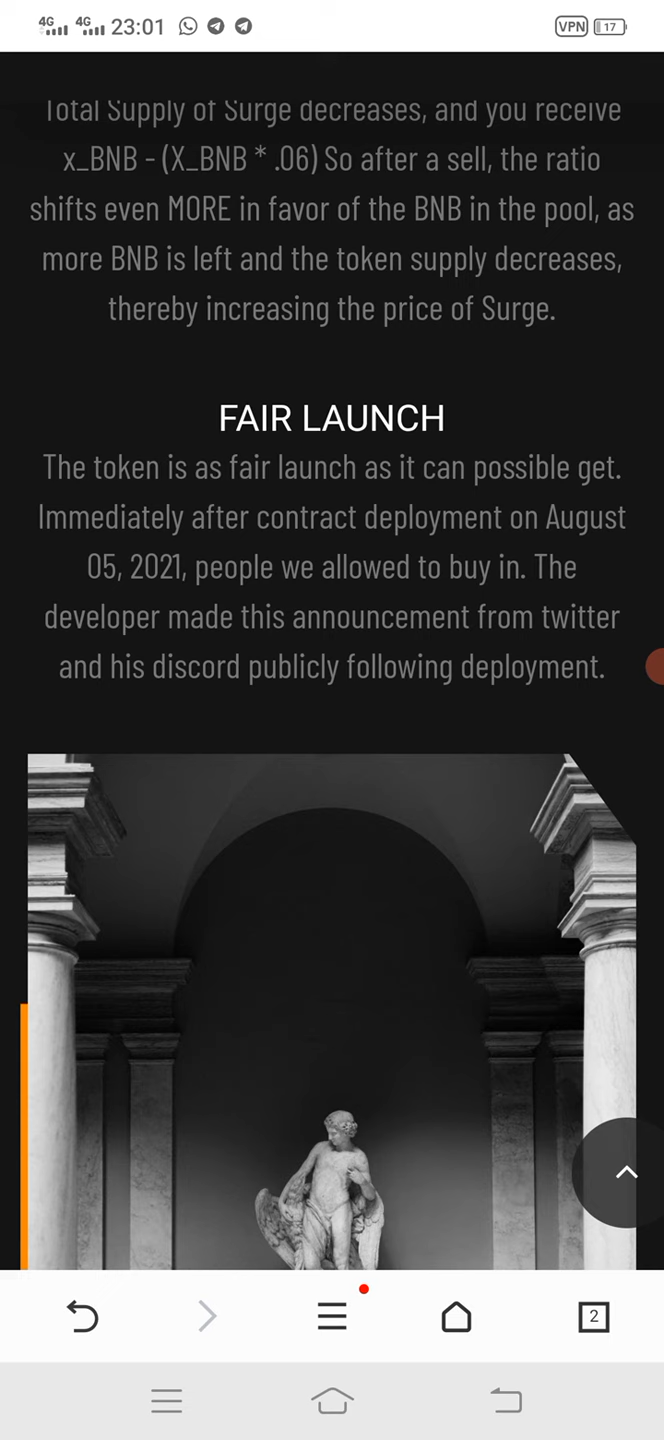 4G 4G 23:01 VPN 17
Total Supply of Surge decreases, and you receive
x_BNB - (X_BNB * .06) So after a sell, the ratio
shifts even MORE in favor of the BNB in the pool, as
more BNB is left and the token supply decreases,
thereby increasing the price of Surge.
FAIR LAUNCH
The token is as fair launch as it can possible get.
Immediately after contract deployment on August
05, 2021, people we allowed to buy in. The
developer made this announcement from twitter
and his discord publicly following deployment.
2